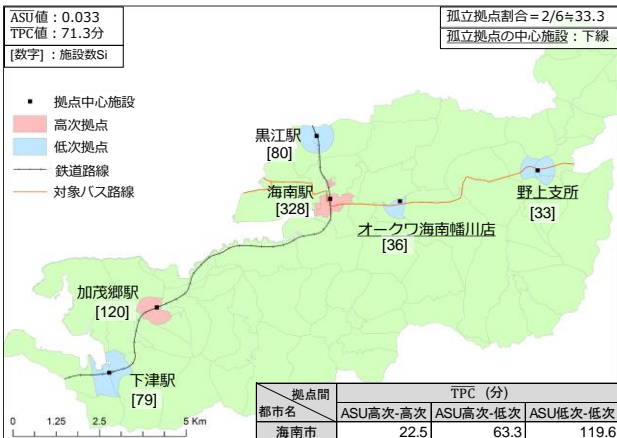 ASU値：0.033
TPC値：71.3分
[数字]：施設数Si
孤立拠点割合＝2/6≒33.3
孤立拠点の中心施設：下線
拠点中心施設
高次拠点
低次拠点
鉄道路線
対象バス路線
黒江駅
[80]
海南駅
[328]
オークワ海南幡川店
[36]
野上支所
[33]
加茂郷駅
[120]
下津駅
[79]
0 1.25 2.5 5 Km
拠点間 TPC（分）
都市名 ASU高次-高次 ASU高次-低次 ASU低次-低次
海南市 22.5 63.3 119.6